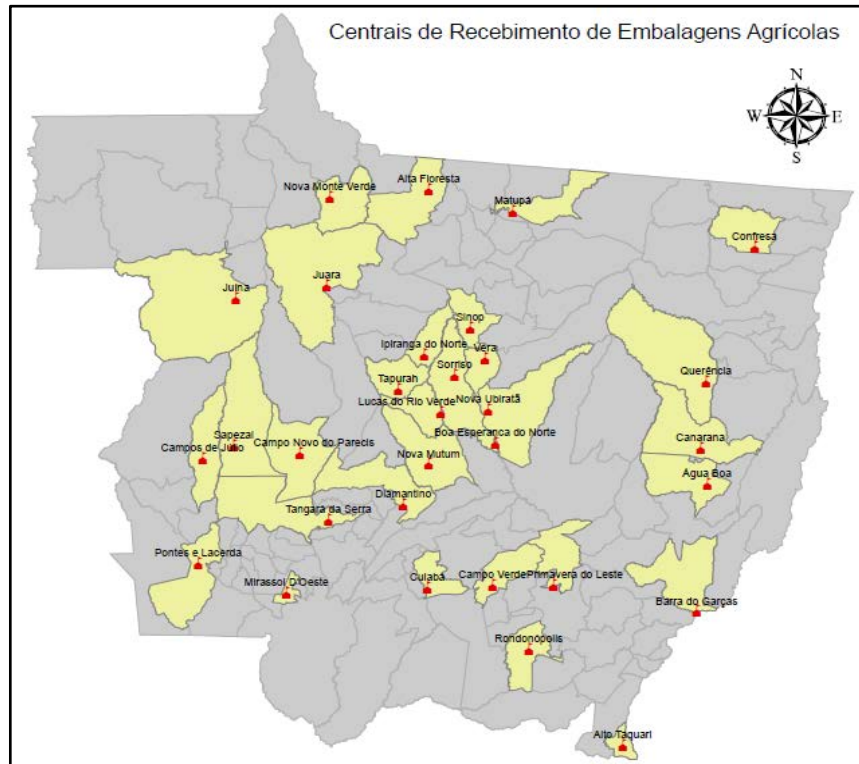 Centrais de Recebimento de Embalagens Agrícolas
N
W
E
S
Nova Monte Verde
Alta Floresta
Matupá
Confresa
Juína
Juara
Sinop
Ipiranga do Norte
Vera
Sorriso
Tapurah
Querência
Lucas do Rio Verde
Nova Ubiratã
Boa Esperança do Norte
Sapezal
Campo Novo do Parecis
Campos de Júlio
Nova Mutum
Canarana
Água Boa
Diamantino
Tangará da Serra
Pontes e Lacerda
Mirassol D'Oeste
Cuiabá
Campo Verde
Primavera do Leste
Barra do Garças
Rondonópolis
Alto Taquari